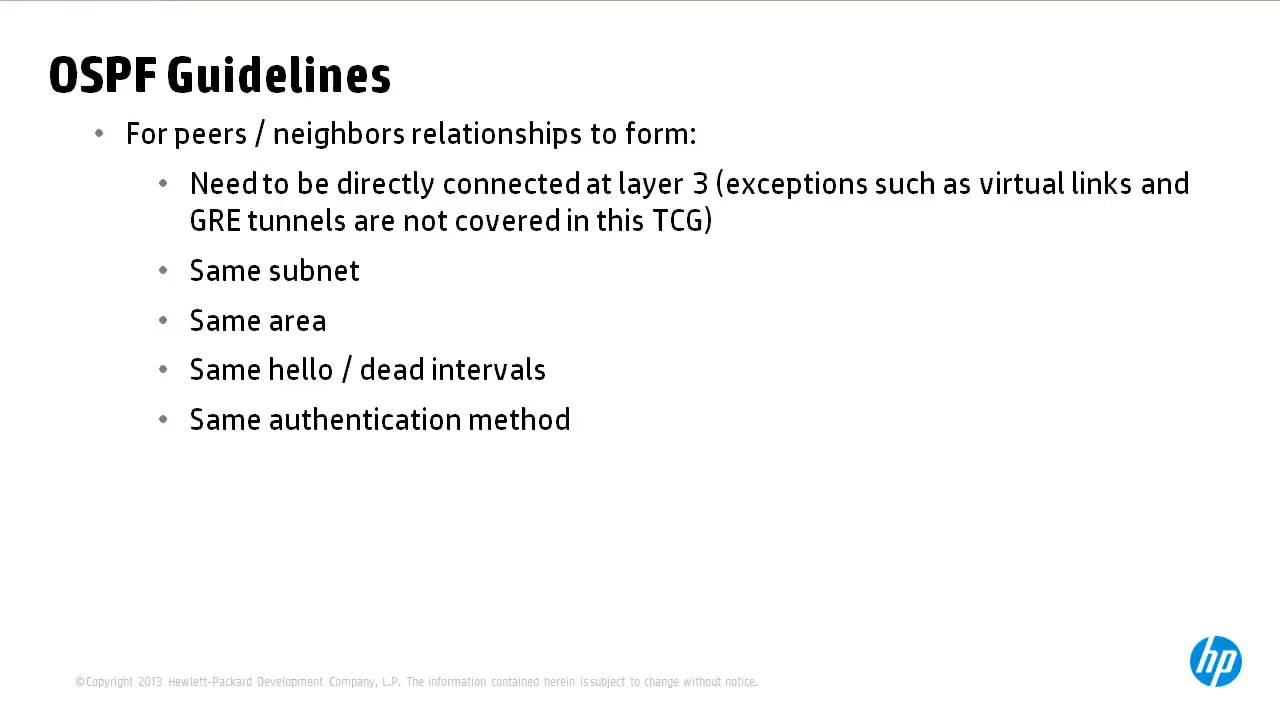 OSPF Guidelines
• For peers / neighbors relationships to form:
• Need to be directly connected at layer 3 (exceptions such as virtual links and
GRE tunnels are not covered in this TCG)
• Same subnet
• Same area
• Same hello / dead intervals
• Same authentication method
hp
©Copyright 2013 Hewlett-Packard Development Company, L.P. The information contained herein is subject to change without notice.